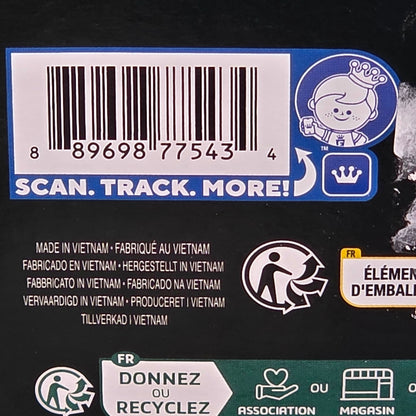 8 89698 77543 4
SCAN. TRACK. MORE!
TM
MADE IN VIETNAM • FABRIQUÉ AU VIETNAM
FABRICADO EN VIETNAM • HERGESTELLT IN VIETNAM
FABBRICATO IN VIETNAM • FABRICADO NA VIETNAM
VERVAARDIGD IN VIETNAM • PRODUCERET I VIETNAM
TILLVERKAD I VIETNAM
FR
ÉLÉMEN
D'EMBALL
FR
DONNEZ
OU
RECYCLEZ
ASSOCIATION
OU
MAGASIN